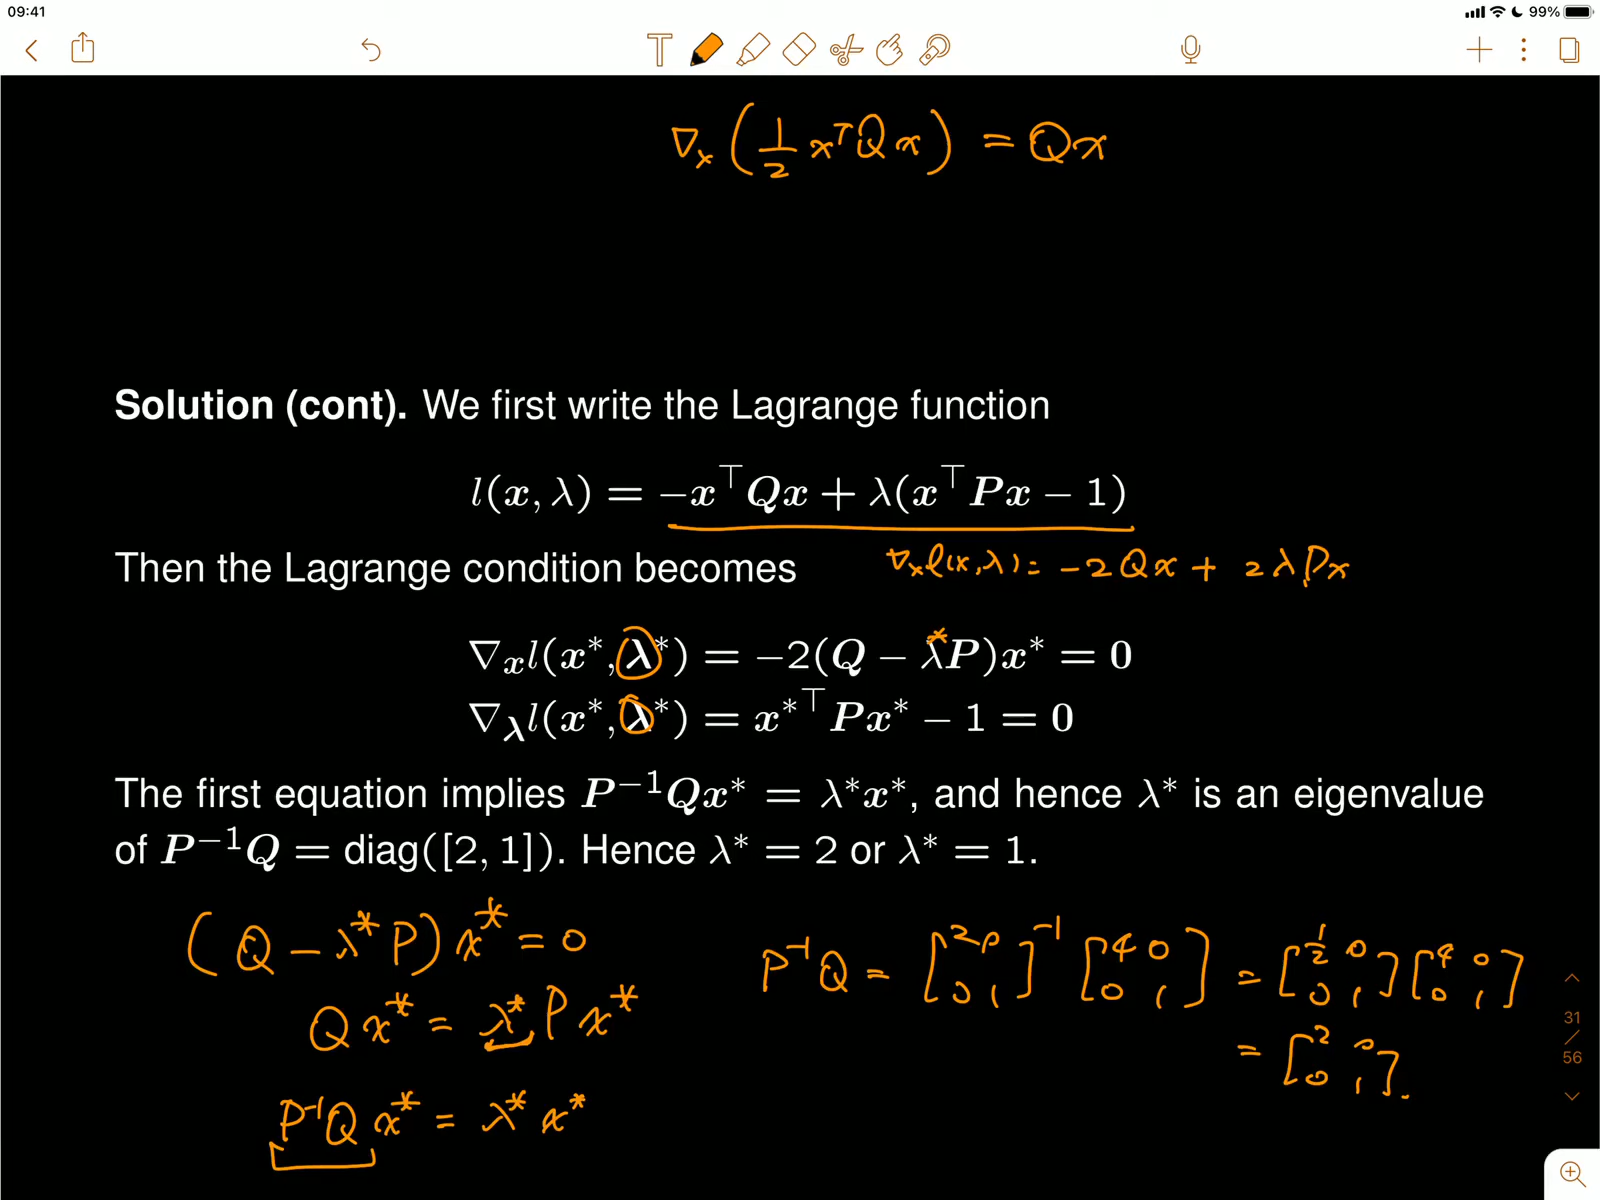 09:41
99%
∇ₓ(½ xᵀQx) = Qx
Solution (cont). We first write the Lagrange function
l(x, λ) = −x⊤Qx + λ(x⊤Px − 1)
Then the Lagrange condition becomes
∇ₓl(x,λ) = −2Qx + 2λPx
∇ₓl(x*, λ*) = −2(Q − λ*P)x* = 0
∇_λ l(x*, λ*) = x*⊤Px* − 1 = 0
The first equation implies P⁻¹Qx* = λ*x*, and hence λ* is an eigenvalue
of P⁻¹Q = diag([2, 1]). Hence λ* = 2 or λ* = 1.
(Q − λ*P)x* = 0
Qx* = λ*Px*
P⁻¹Qx* = λ*x*
P⁻¹Q = [2 0; 0 1]⁻¹ [4 0; 0 1] = [½ 0; 0 1] [4 0; 0 1]
= [2 0; 0 1].
31
/
56